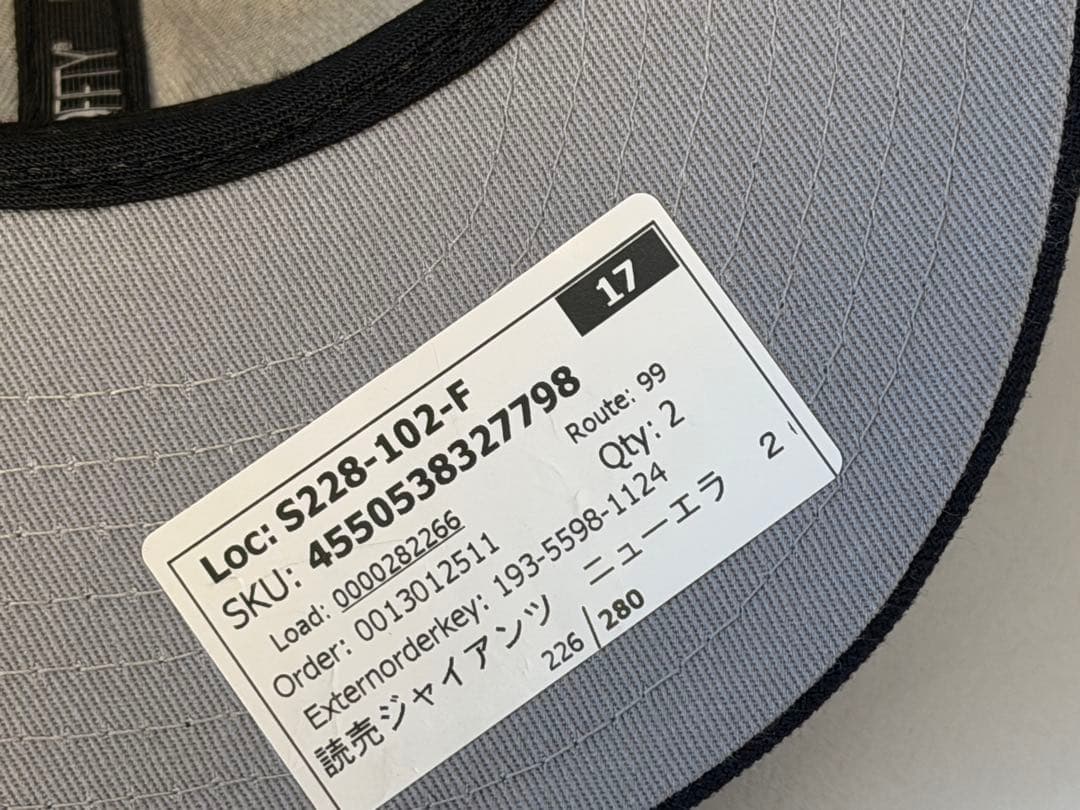 17
Loc: S228-102-F
SKU: 4550538327798
Load: 0000282266 Route: 99
Order: 0013012511 Qty: 2
Externorderkey: 193-5598-1124
読売ジャイアンツ ニューエラ 2
226/280